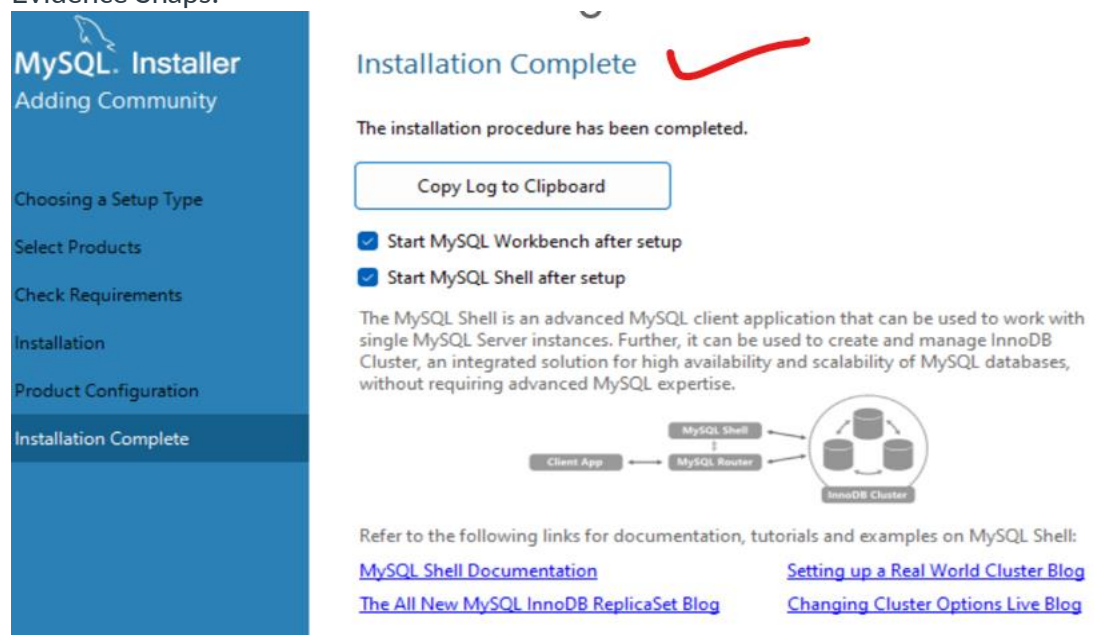 Evidence Snaps:
MySQL. Installer
Adding Community
Choosing a Setup Type
Select Products
Check Requirements
Installation
Product Configuration
Installation Complete
Installation Complete
The installation procedure has been completed.
Copy Log to Clipboard
Start MySQL Workbench after setup
Start MySQL Shell after setup
The MySQL Shell is an advanced MySQL client application that can be used to work with
single MySQL Server instances. Further, it can be used to create and manage InnoDB
Cluster, an integrated solution for high availability and scalability of MySQL databases,
without requiring advanced MySQL expertise.
MySQL Shell
Client App
MySQL Router
InnoDB Cluster
Refer to the following links for documentation, tutorials and examples on MySQL Shell:
MySQL Shell Documentation
Setting up a Real World Cluster Blog
The All New MySQL InnoDB ReplicaSet Blog
Changing Cluster Options Live Blog